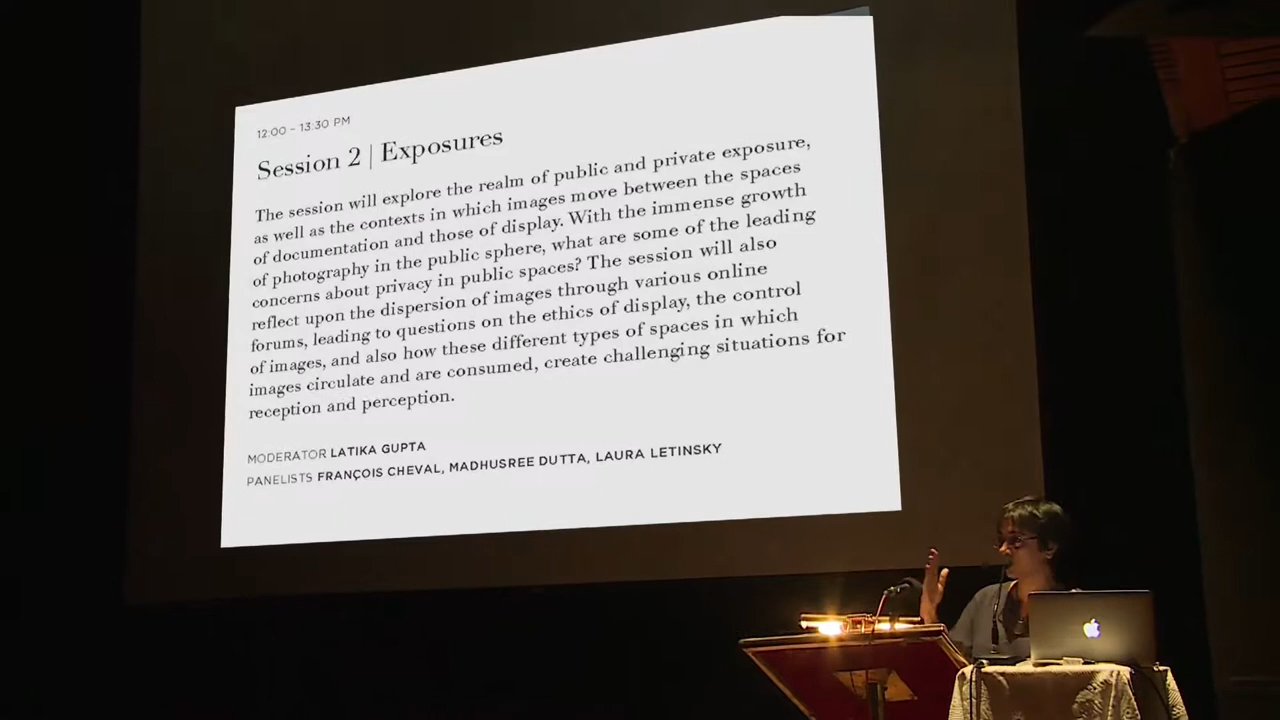 12:00 – 13:30 PM
Session 2 | Exposures
The session will explore the realm of public and private exposure,
as well as the contexts in which images move between the spaces
of documentation and those of display. With the immense growth
of photography in the public sphere, what are some of the leading
concerns about privacy in public spaces? The session will also
reflect upon the dispersion of images through various online
forums, leading to questions on the ethics of display, the control
of images, and also how these different types of spaces in which
images circulate and are consumed, create challenging situations for
reception and perception.
MODERATOR LATIKA GUPTA
PANELISTS FRANÇOIS CHEVAL, MADHUSREE DUTTA, LAURA LETINSKY